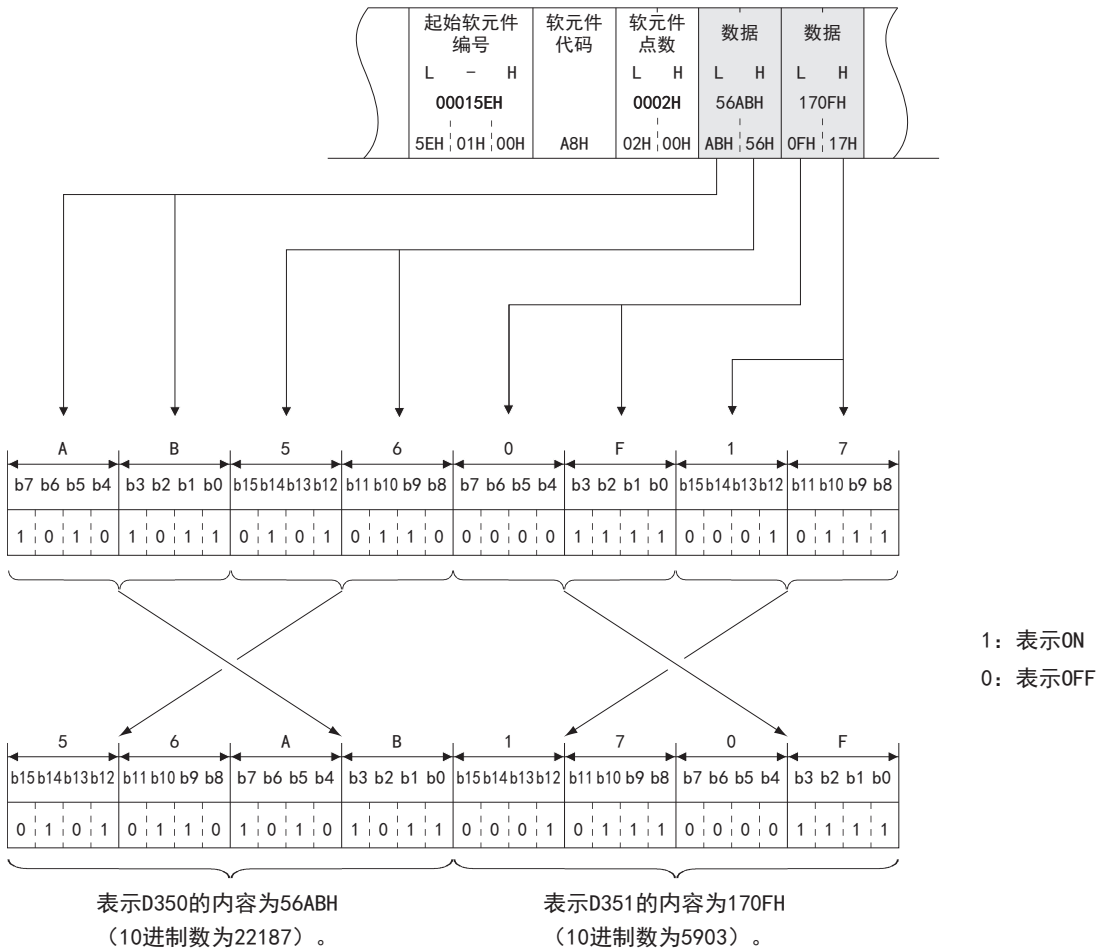 起始软元件 软元件 软元件 数据 数据
编号 代码 点数
L - H L H L H L H
00015EH 0002H 56ABH 170FH
5EH 01H 00H A8H 02H 00H ABH 56H 0FH 17H
A B 5 6 0 F 1 7
b7 b6 b5 b4 b3 b2 b1 b0 b15 b14 b13 b12 b11 b10 b9 b8 b7 b6 b5 b4 b3 b2 b1 b0 b15 b14 b13 b12 b11 b10 b9 b8
1 0 1 0 1 0 1 1 0 1 0 1 0 1 1 0 0 0 0 0 1 1 1 1 0 0 0 1 0 1 1 1
1：表示ON
0：表示OFF
5 6 A B 1 7 0 F
b15 b14 b13 b12 b11 b10 b9 b8 b7 b6 b5 b4 b3 b2 b1 b0 b15 b14 b13 b12 b11 b10 b9 b8 b7 b6 b5 b4 b3 b2 b1 b0
0 1 0 1 0 1 1 0 1 0 1 0 1 0 1 1 0 0 0 1 0 1 1 1 0 0 0 0 1 1 1 1
表示D350的内容为56ABH 表示D351的内容为170FH
（10进制数为22187）。 （10进制数为5903）。